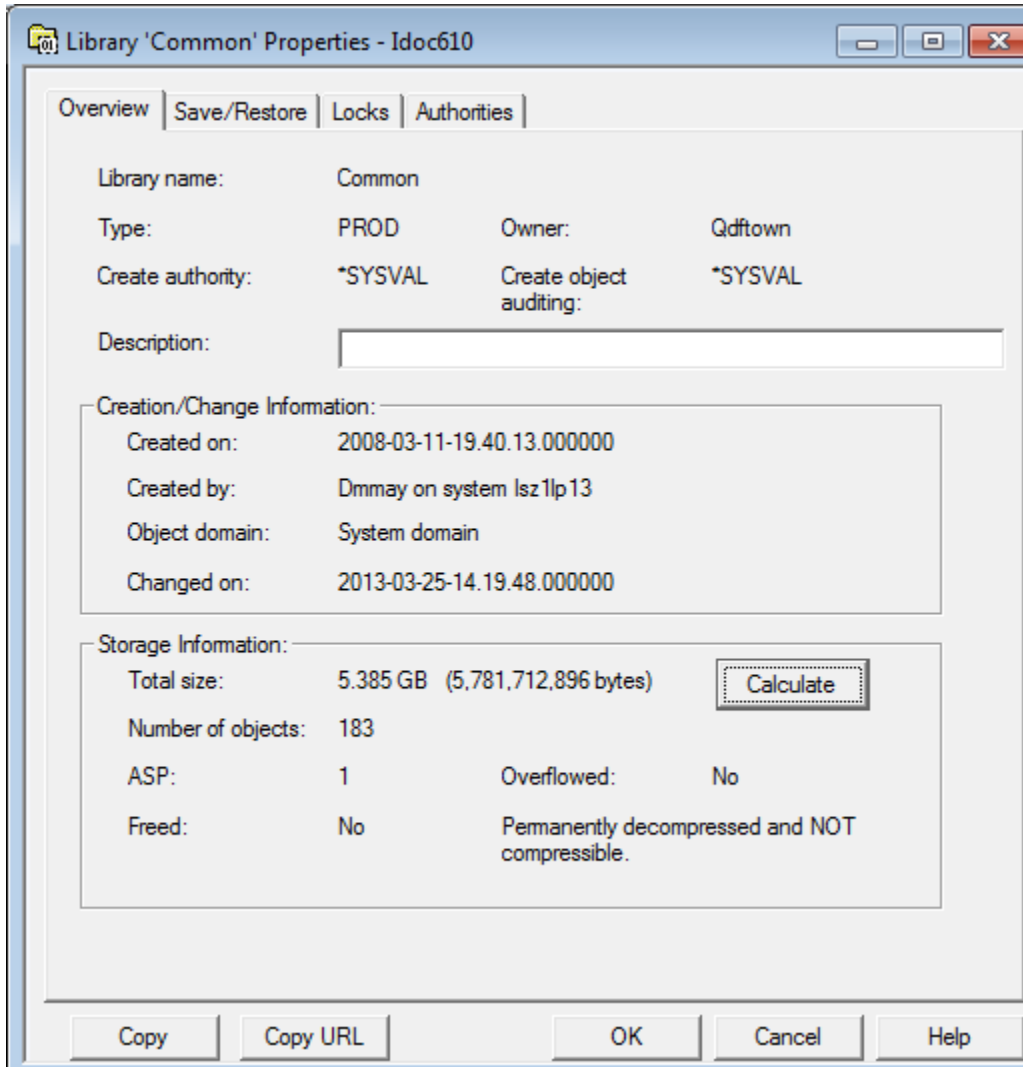 Library 'Common' Properties - Idoc610
Overview Save/Restore Locks Authorities
Library name: Common
Type: PROD Owner: Qdftown
Create authority: *SYSVAL Create object auditing: *SYSVAL
Description:
Creation/Change Information:
Created on: 2008-03-11-19.40.13.000000
Created by: Dmmay on system lsz1lp13
Object domain: System domain
Changed on: 2013-03-25-14.19.48.000000
Storage Information:
Total size: 5.385 GB (5,781,712,896 bytes) Calculate
Number of objects: 183
ASP: 1 Overflowed: No
Freed: No Permanently decompressed and NOT
compressible.
Copy Copy URL OK Cancel Help